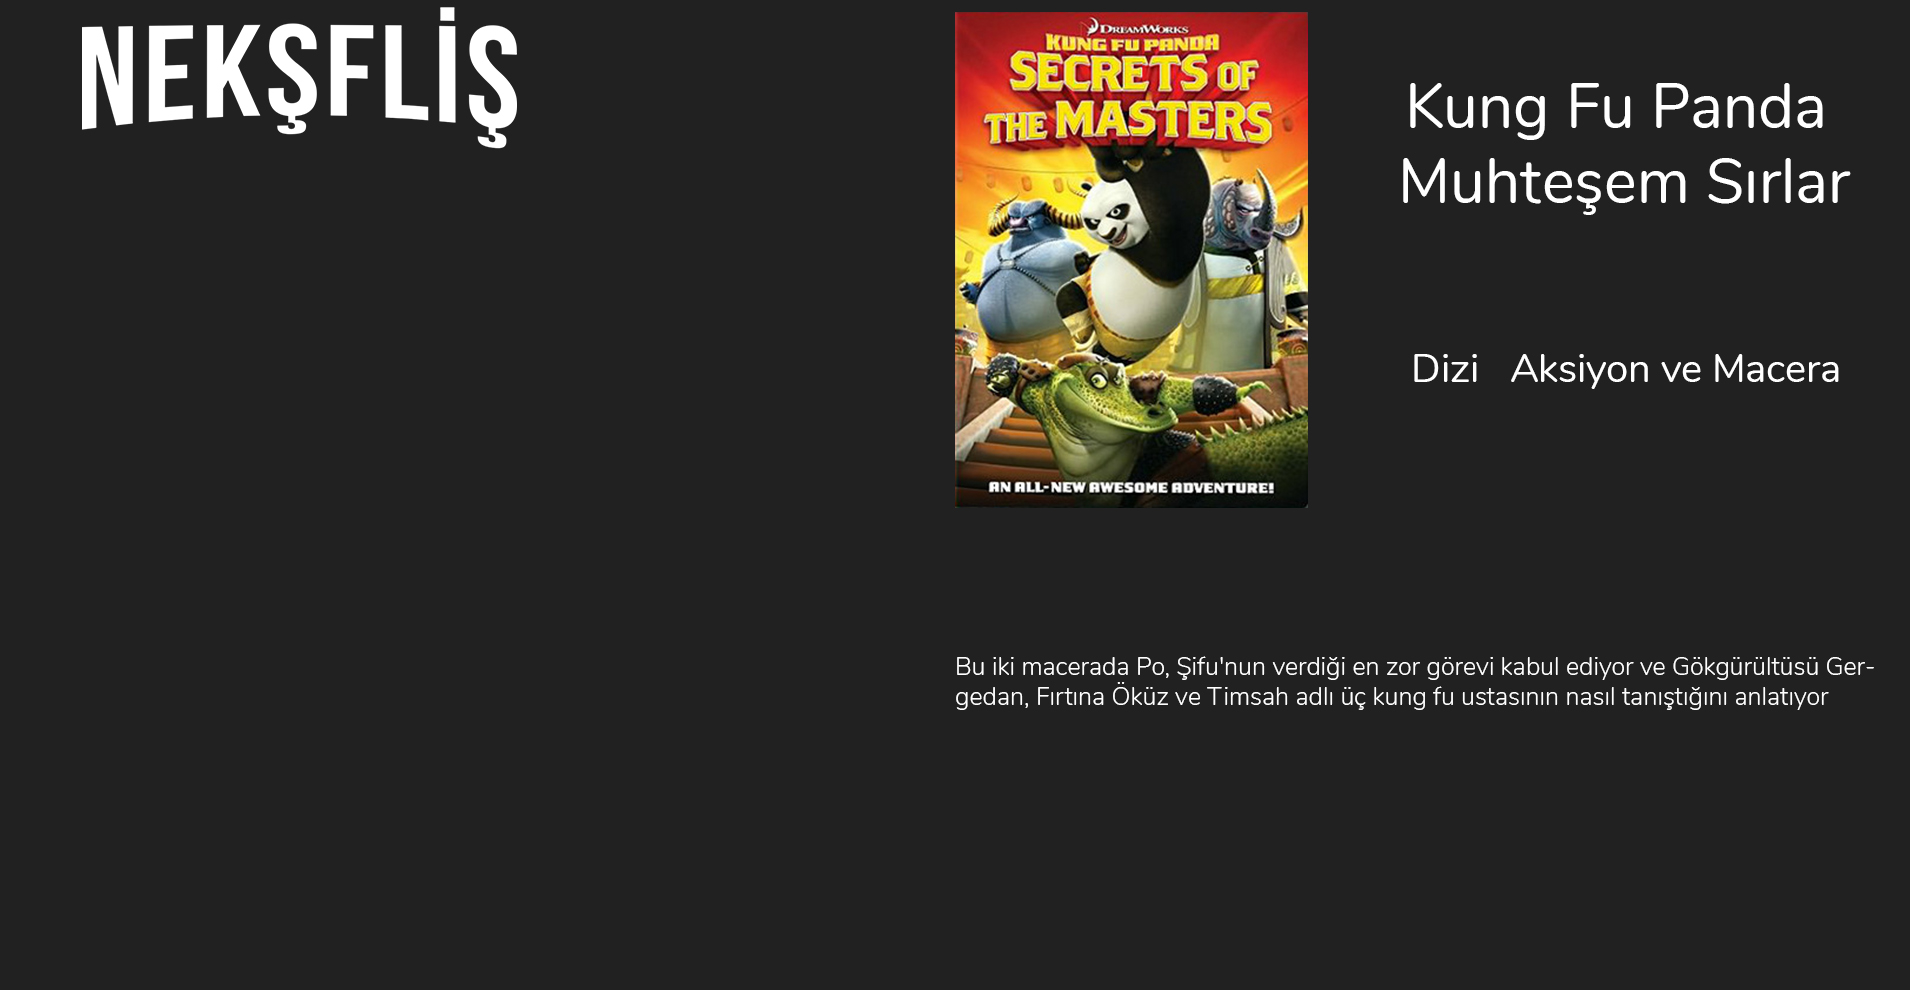 NEKŞFLİŞ
DREAMWORKS
KUNG FU PANDA
SECRETS OF
THE MASTERS
AN ALL-NEW AWESOME ADVENTURE!
Kung Fu Panda
Muhteşem Sırlar
Dizi Aksiyon ve Macera
Bu iki macerada Po, Şifu'nun verdiği en zor görevi kabul ediyor ve Gökgürültüsü Ger-
gedan, Fırtına Öküz ve Timsah adlı üç kung fu ustasının nasıl tanıştığını anlatıyor